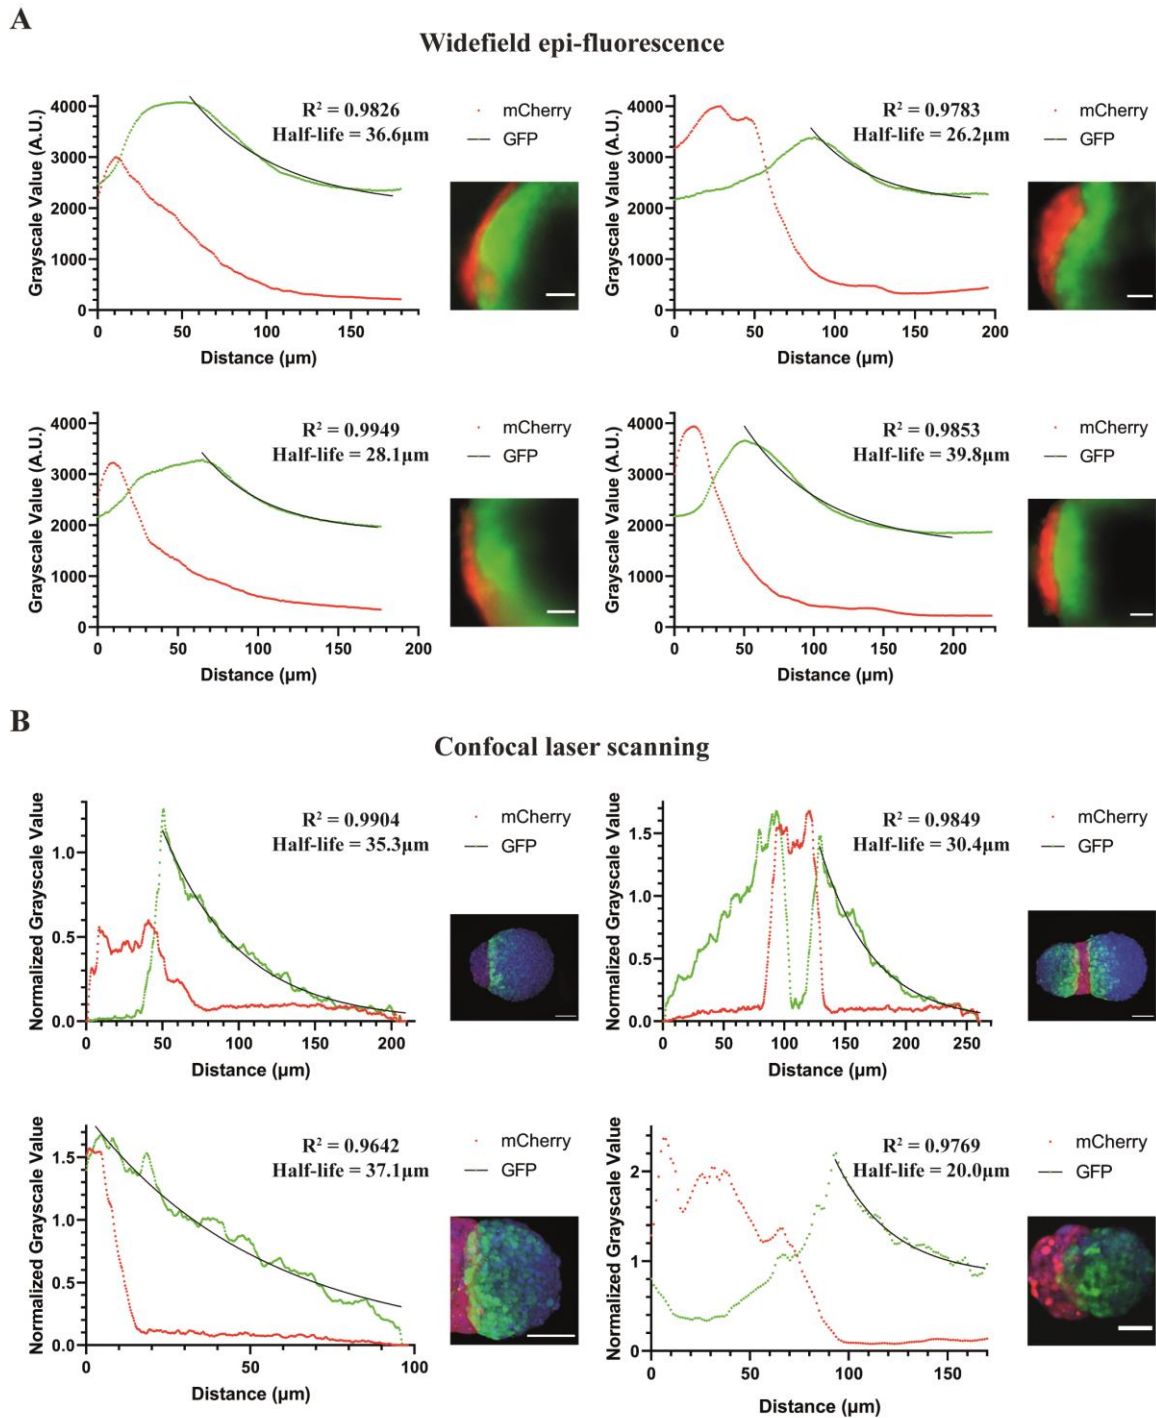 A
Widefield epi-fluorescence
R² = 0.9826
Half-life = 36.6μm
mCherry
GFP
Grayscale Value (A.U.)
4000
3000
2000
1000
0
0 50 100 150
Distance (μm)
R² = 0.9783
Half-life = 26.2μm
mCherry
GFP
Grayscale Value (A.U.)
4000
3000
2000
1000
0
0 50 100 150 200
Distance (μm)
R² = 0.9949
Half-life = 28.1μm
mCherry
GFP
Grayscale Value (A.U.)
4000
3000
2000
1000
0
0 50 100 150 200
Distance (μm)
R² = 0.9853
Half-life = 39.8μm
mCherry
GFP
Grayscale Value (A.U.)
4000
3000
2000
1000
0
0 50 100 150 200
Distance (μm)
B
Confocal laser scanning
R² = 0.9904
Half-life = 35.3μm
mCherry
GFP
Normalized Grayscale Value
1.0
0.5
0.0
0 50 100 150 200
Distance (μm)
R² = 0.9849
Half-life = 30.4μm
mCherry
GFP
Normalized Grayscale Value
1.5
1.0
0.5
0.0
0 50 100 150 200 250
Distance (μm)
R² = 0.9642
Half-life = 37.1μm
mCherry
GFP
Normalized Grayscale Value
1.5
1.0
0.5
0.0
0 50 100
Distance (μm)
R² = 0.9769
Half-life = 20.0μm
mCherry
GFP
Normalized Grayscale Value
2
1
0
0 50 100 150
Distance (μm)